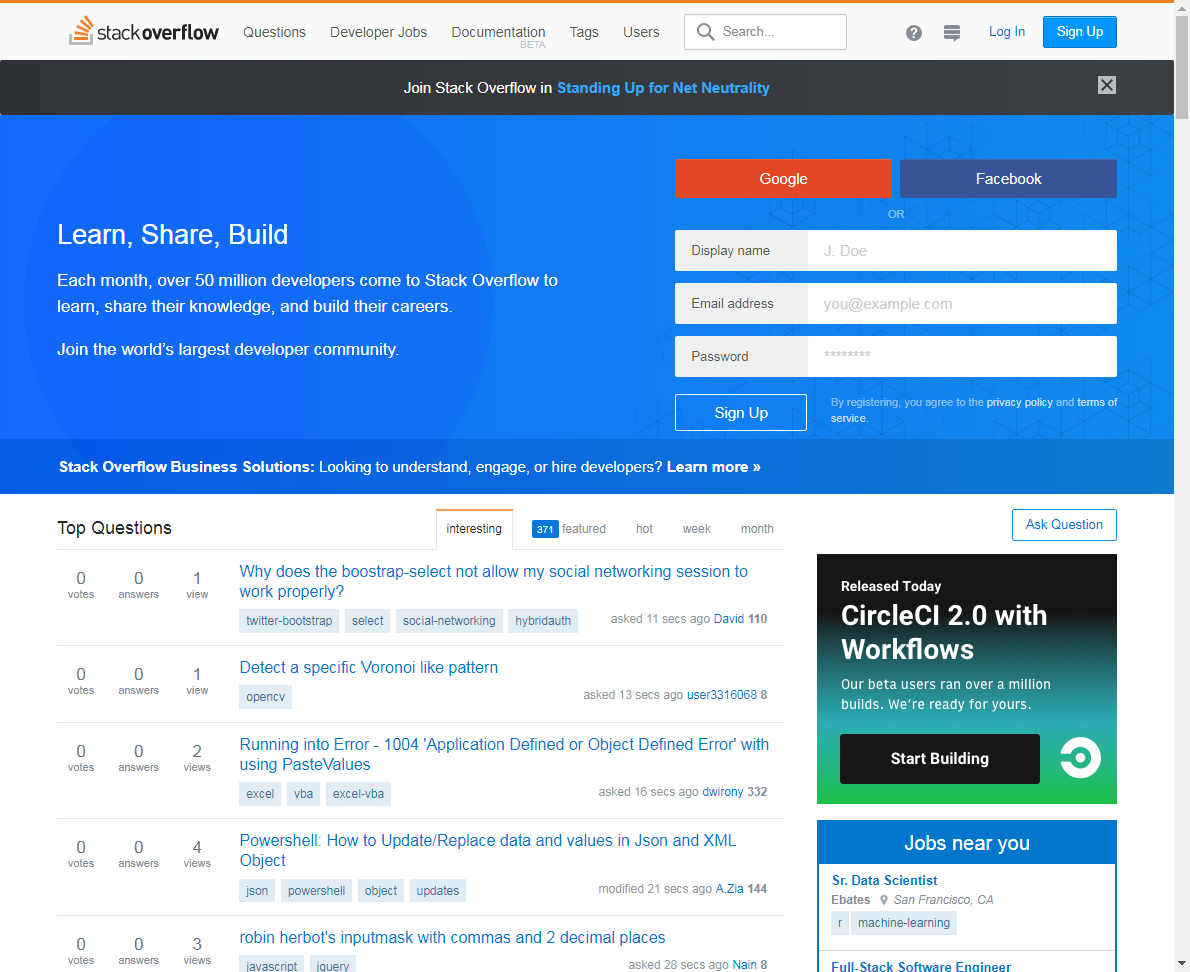 stackoverflow Questions Developer Jobs Documentation BETA Tags Users Search... ? Log In Sign Up
Join Stack Overflow in Standing Up for Net Neutrality
Google Facebook
OR
Learn, Share, Build
Each month, over 50 million developers come to Stack Overflow to
learn, share their knowledge, and build their careers.
Join the world’s largest developer community.
Display name J. Doe
Email address you@example.com
Password ********
Sign Up
By registering, you agree to the privacy policy and terms of
service.
Stack Overflow Business Solutions: Looking to understand, engage, or hire developers? Learn more »
Top Questions interesting 371 featured hot week month
0 votes 0 answers 1 view
Why does the boostrap-select not allow my social networking session to
work properly?
twitter-bootstrap select social-networking hybridauth
asked 11 secs ago David 110
0 votes 0 answers 1 view
Detect a specific Voronoi like pattern
opencv
asked 13 secs ago user3316068 8
0 votes 0 answers 2 views
Running into Error - 1004 'Application Defined or Object Defined Error' with
using PasteValues
excel vba excel-vba
asked 16 secs ago dwirony 332
0 votes 0 answers 4 views
Powershell: How to Update/Replace data and values in Json and XML
Object
json powershell object updates
modified 21 secs ago A.Zia 144
0 votes 0 answers 3 views
robin herbot's inputmask with commas and 2 decimal places
javascript jquery
asked 28 secs ago Nain 8
Ask Question
Released Today
CircleCI 2.0 with
Workflows
Our beta users ran over a million
builds. We’re ready for yours.
Start Building
Jobs near you
Sr. Data Scientist
Ebates San Francisco, CA
r machine-learning
Full-Stack Software Engineer